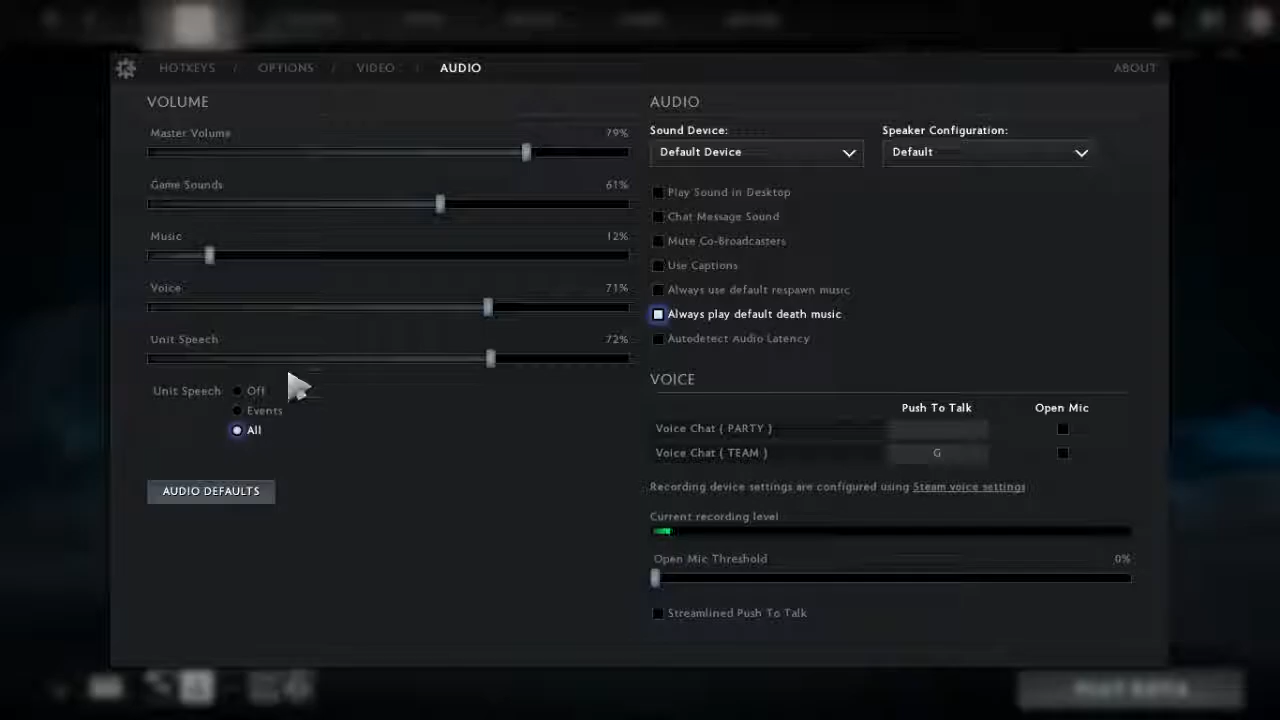 HOTKEYS / OPTIONS / VIDEO / AUDIO ABOUT
VOLUME
Master Volume 79%
Game Sounds 61%
Music 12%
Voice 71%
Unit Speech 72%
Unit Speech Off
Events
All
AUDIO DEFAULTS
AUDIO
Sound Device: Speaker Configuration:
Default Device Default
Play Sound in Desktop
Chat Message Sound
Mute Co-Broadcasters
Use Captions
Always use default respawn music
Always play default death music
Autodetect Audio Latency
VOICE
Push To Talk Open Mic
Voice Chat ( PARTY )
Voice Chat ( TEAM ) G
Recording device settings are configured using Steam voice settings
Current recording level
Open Mic Threshold 0%
Streamlined Push To Talk